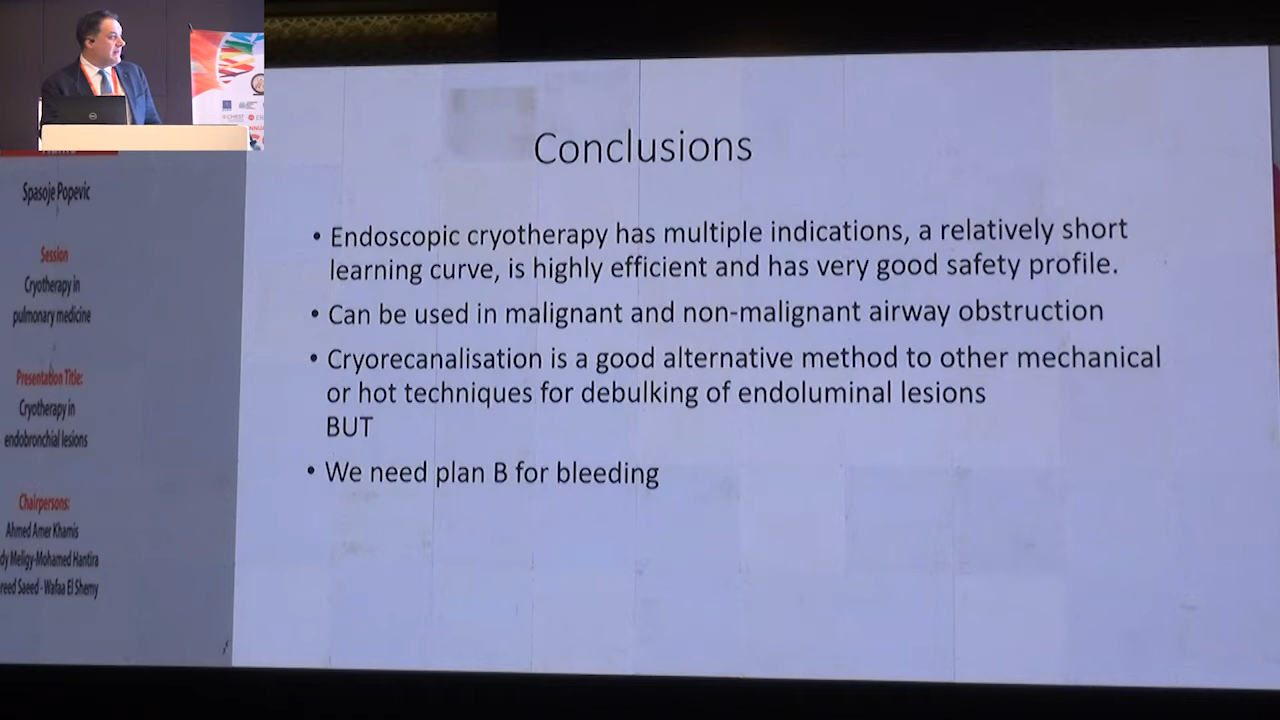 Spasoje Popevic
Session
Cryotherapy in
pulmonary medicine
Presentation Title:
Cryotherapy in
endobronchial lesions
Chairpersons:
Ahmed Amer Khamis
Meligy-Mohamed Hantira
Saeed - Wafaa El Shemy
Conclusions
• Endoscopic cryotherapy has multiple indications, a relatively short
learning curve, is highly efficient and has very good safety profile.
• Can be used in malignant and non-malignant airway obstruction
• Cryorecanalisation is a good alternative method to other mechanical
or hot techniques for debulking of endoluminal lesions
BUT
• We need plan B for bleeding